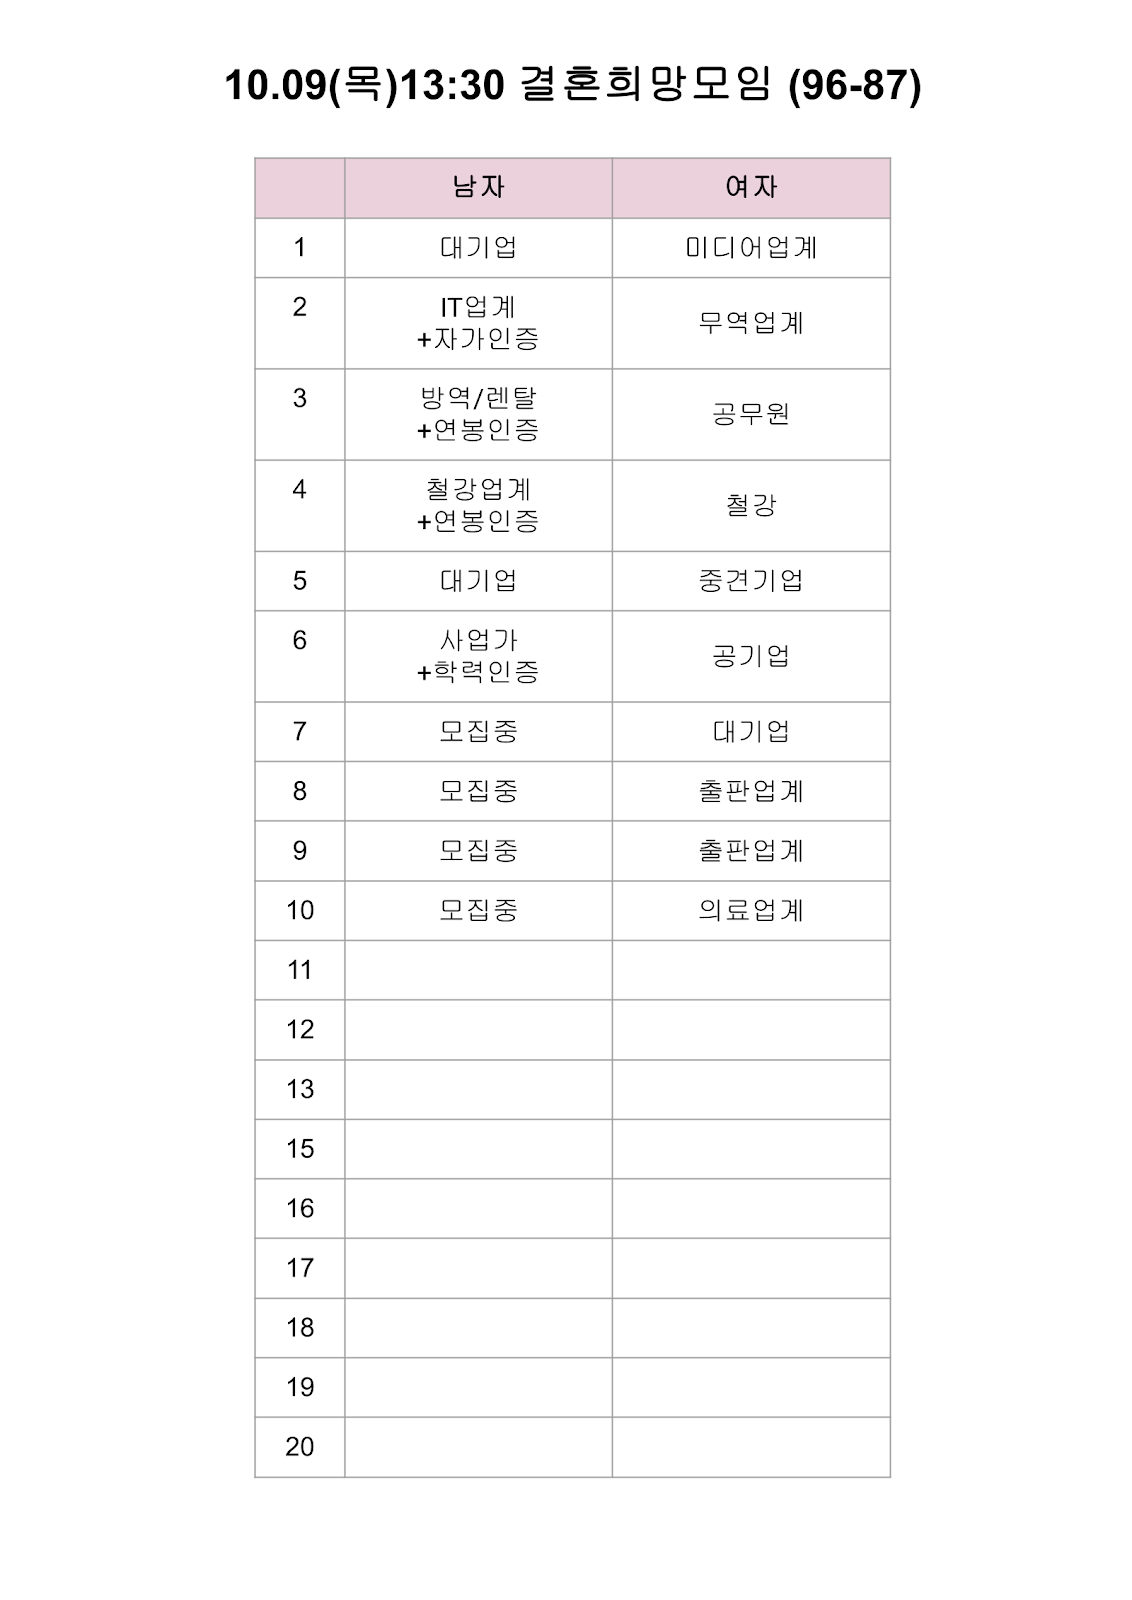 10.09(목)13:30 결혼희망모임 (96-87)
남자 여자
1 대기업 미디어업계
2 IT업계
+자가인증 무역업계
3 방역/렌탈
+연봉인증 공무원
4 철강업계
+연봉인증 철강
5 대기업 중견기업
6 사업가
+학력인증 공기업
7 모집중 대기업
8 모집중 출판업계
9 모집중 출판업계
10 모집중 의료업계
11
12
13
15
16
17
18
19
20